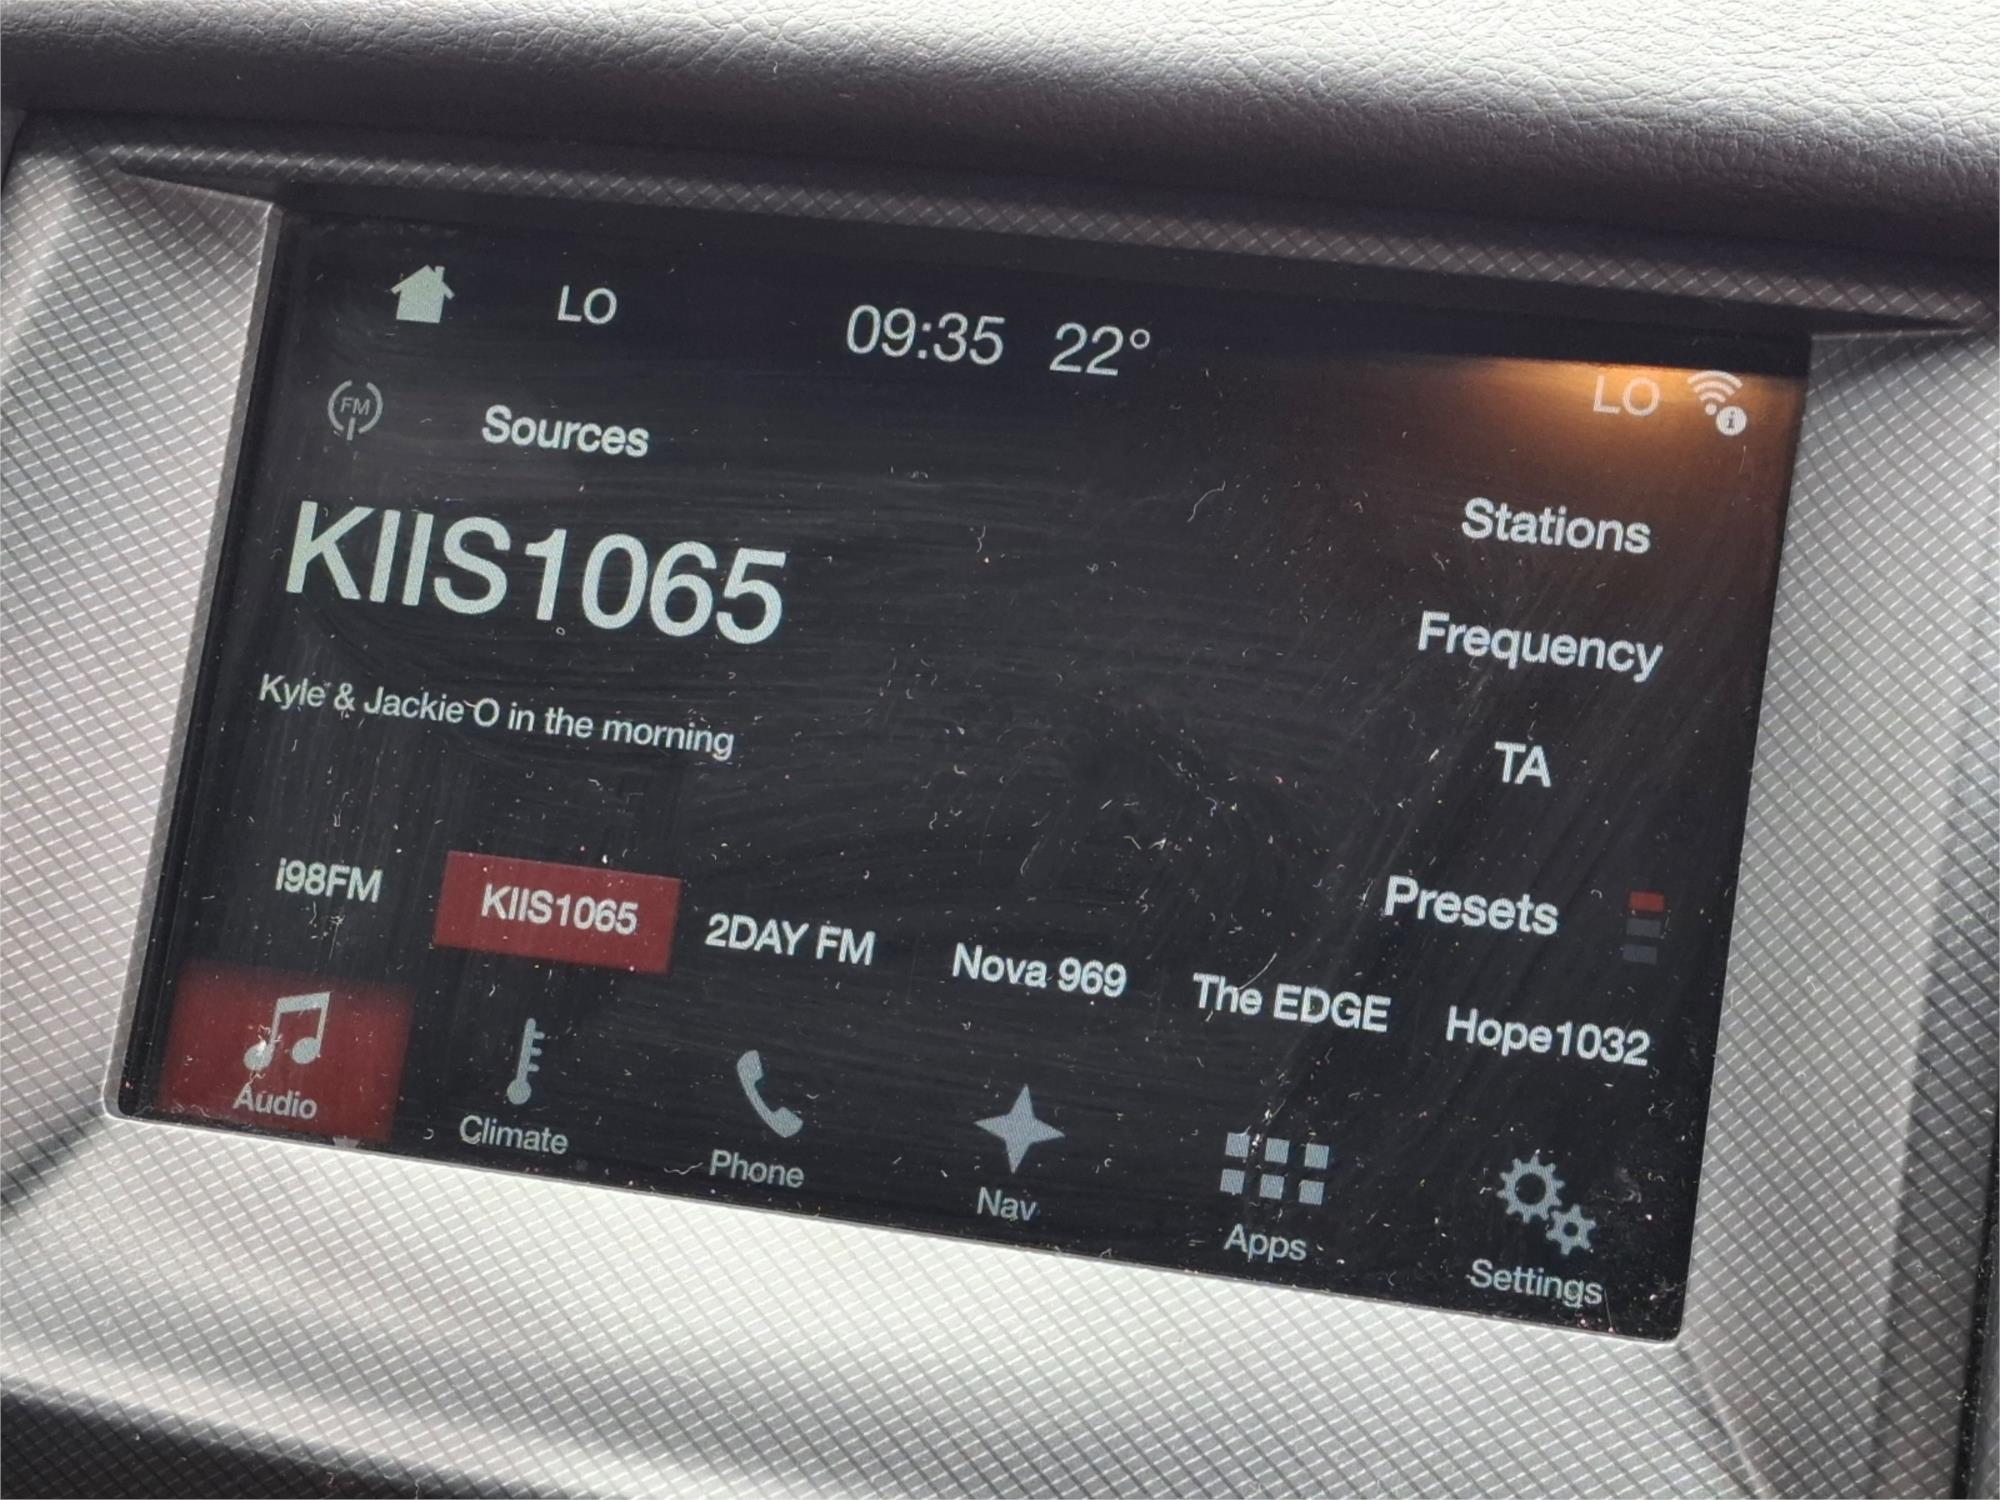 LO 09:35 22° LO
FM Sources
Stations
KIIS1065
Frequency
Kyle & Jackie O in the morning
TA
Presets
i98FM KIIS1065 2DAY FM Nova 969 The EDGE Hope1032
Audio Climate Phone Nav Apps Settings